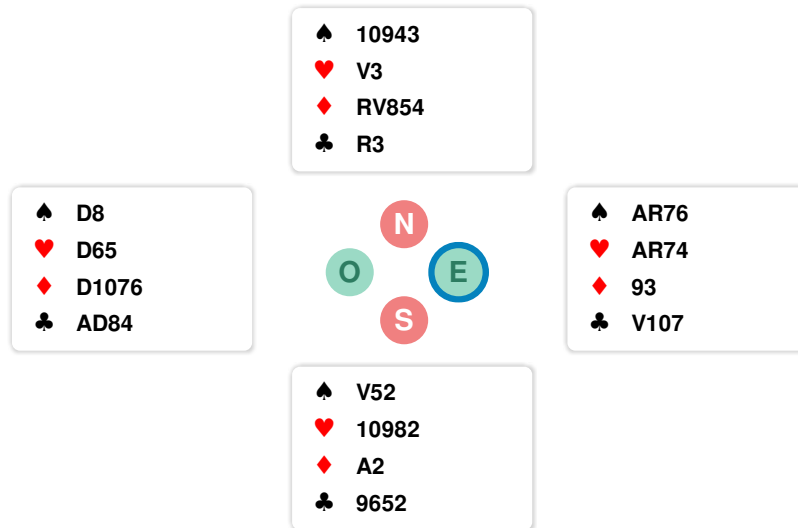 ♠ 10943
♥ V3
♦ RV854
♣ R3
♠ D8
♥ D65
♦ D1076
♣ AD84
N
O
E
S
♠ AR76
♥ AR74
♦ 93
♣ V107
♠ V52
♥ 10982
♦ A2
♣ 9652